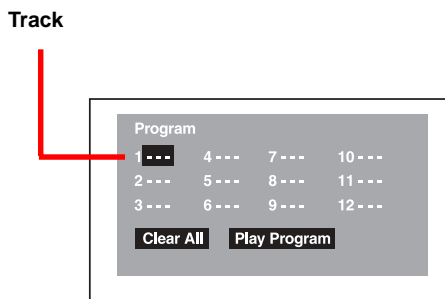 Track
Program
1 --- 4 --- 7 --- 10 ---
2 --- 5 --- 8 --- 11 ---
3 --- 6 --- 9 --- 12 ---
Clear All Play Program